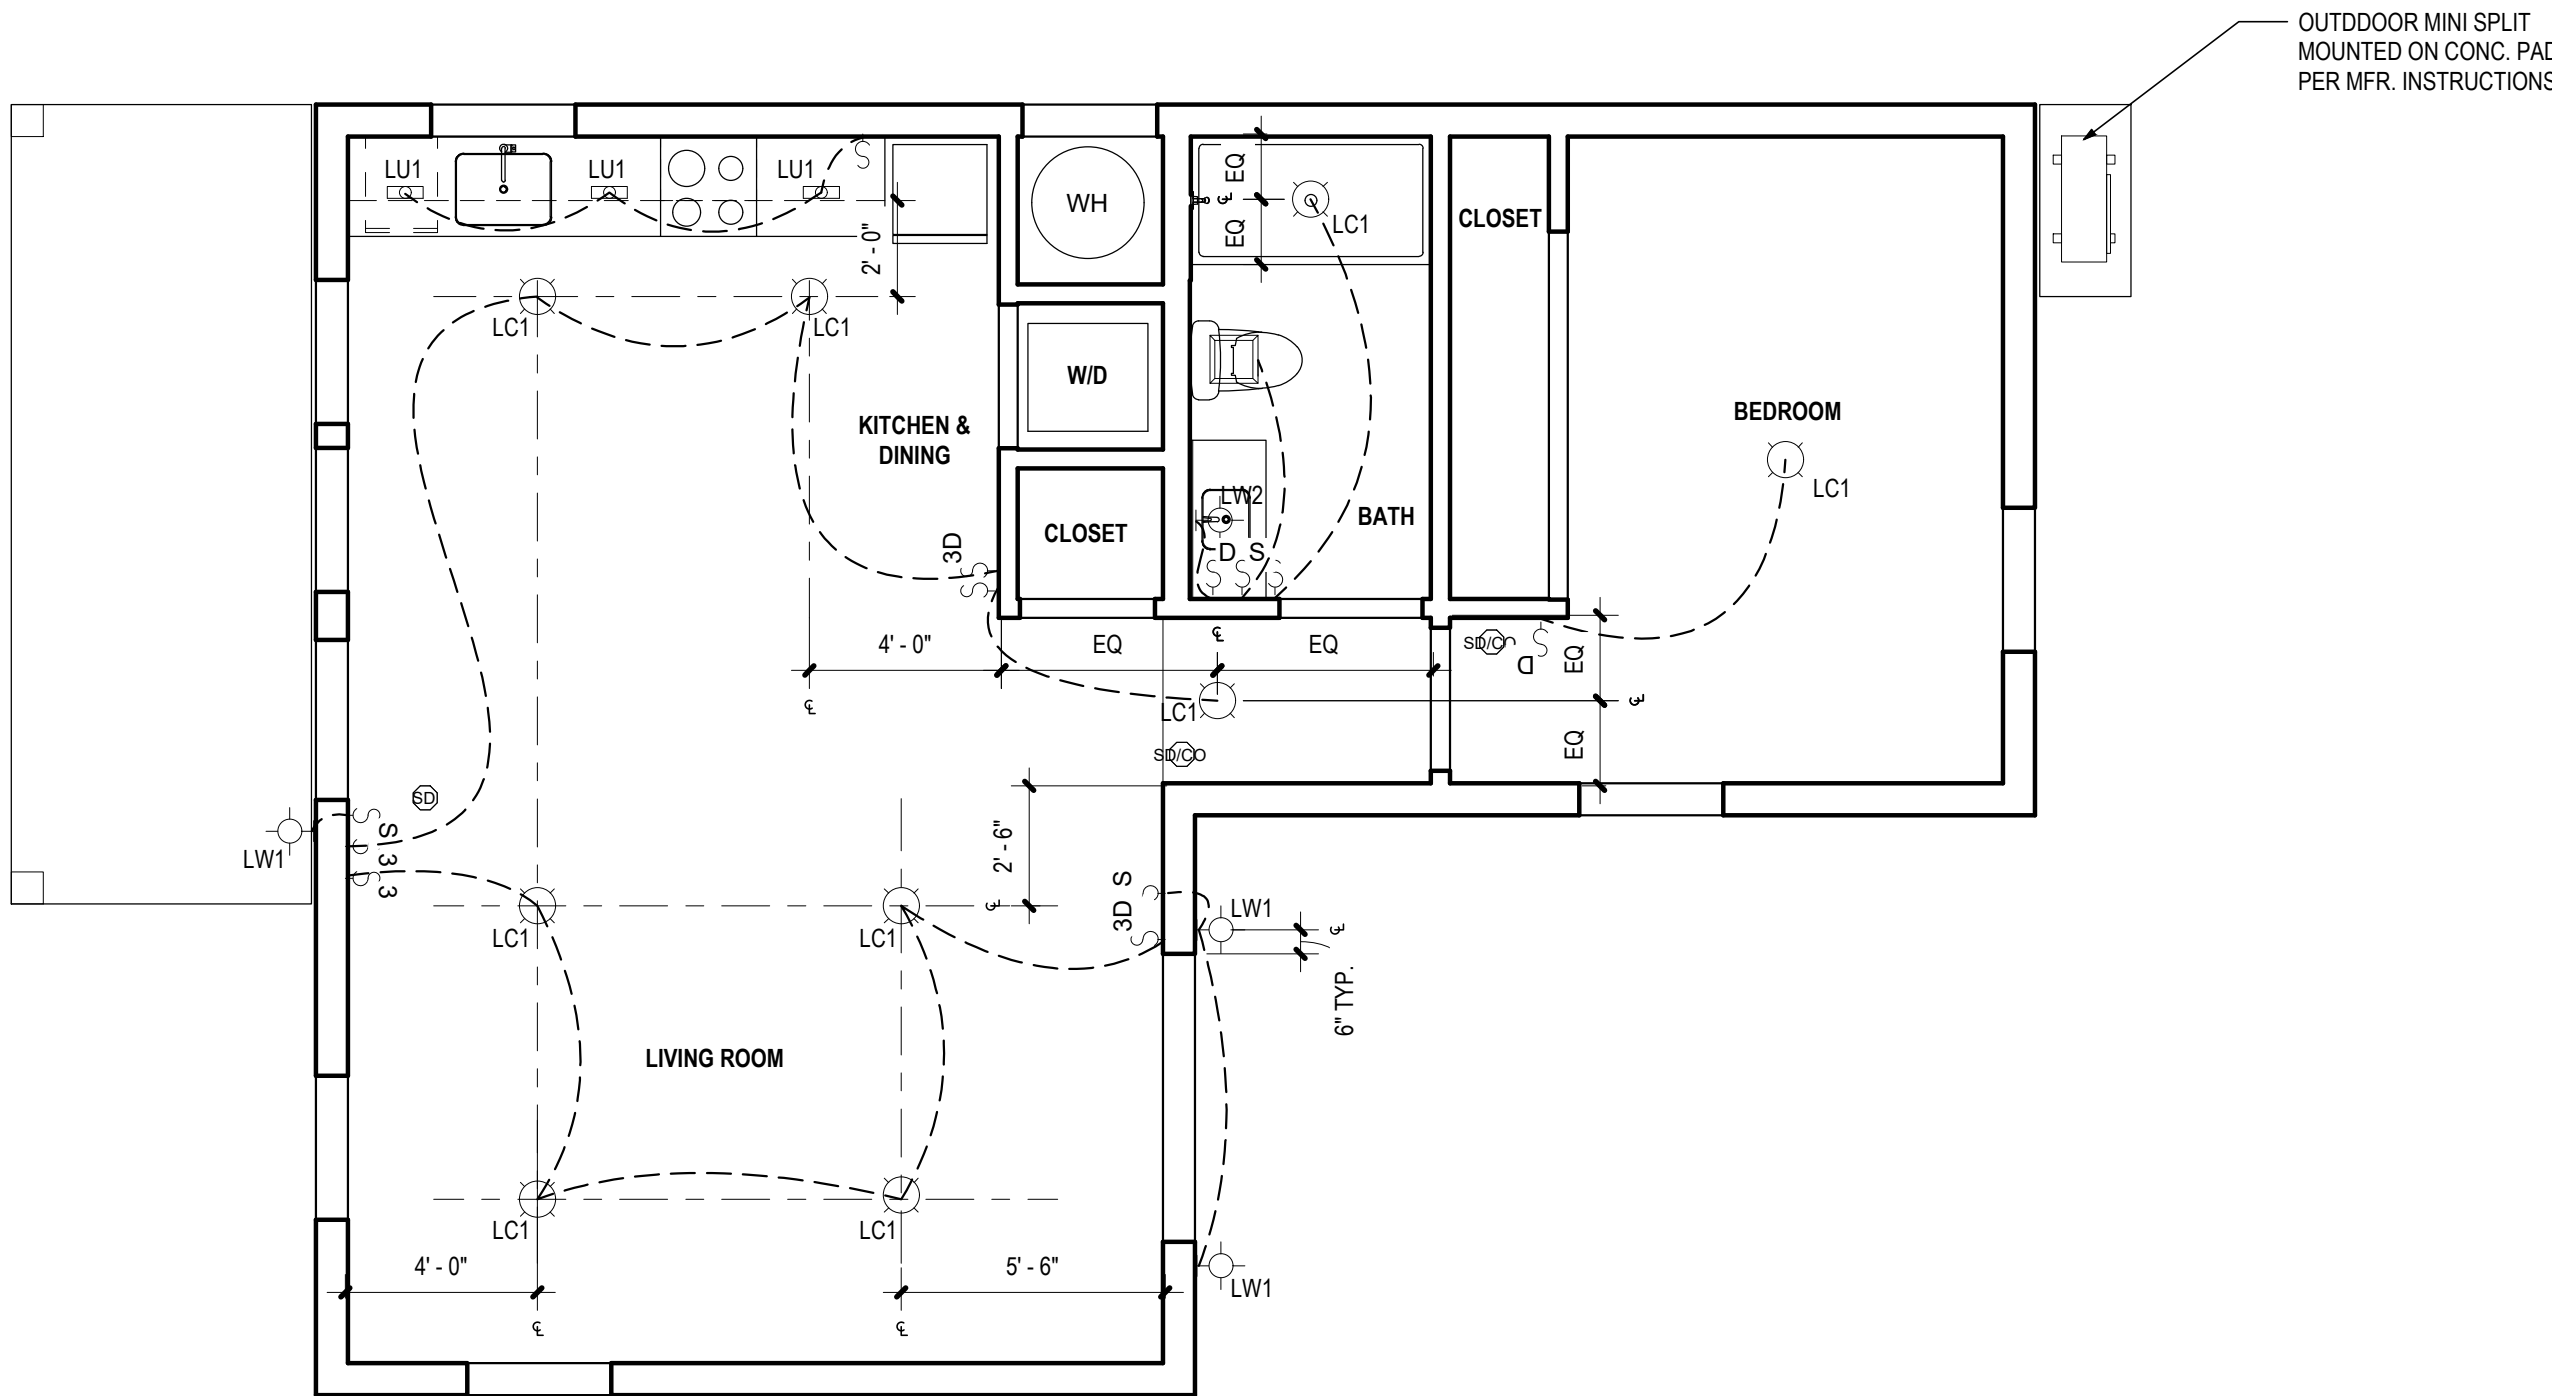 OUTDDOOR MINI SPLIT
MOUNTED ON CONC. PAD
PER MFR. INSTRUCTIONS
LU1
LU1
LU1
WH
EQ
℄
EQ
LC1
CLOSET
2' - 0"
LC1
LC1
W/D
KITCHEN &
DINING
BEDROOM
LC1
LW2
BATH
CLOSET
3D
D S
4' - 0"
EQ
℄
EQ
SD/CO
D
EQ
℄
LC1
℄
SD/CO
EQ
SD
LW1
S
3
3
2' - 6"
℄
3D S
LC1
LC1
LW1
℄
6" TYP.
LIVING ROOM
LC1
LC1
4' - 0"
5' - 6"
LW1
℄
℄